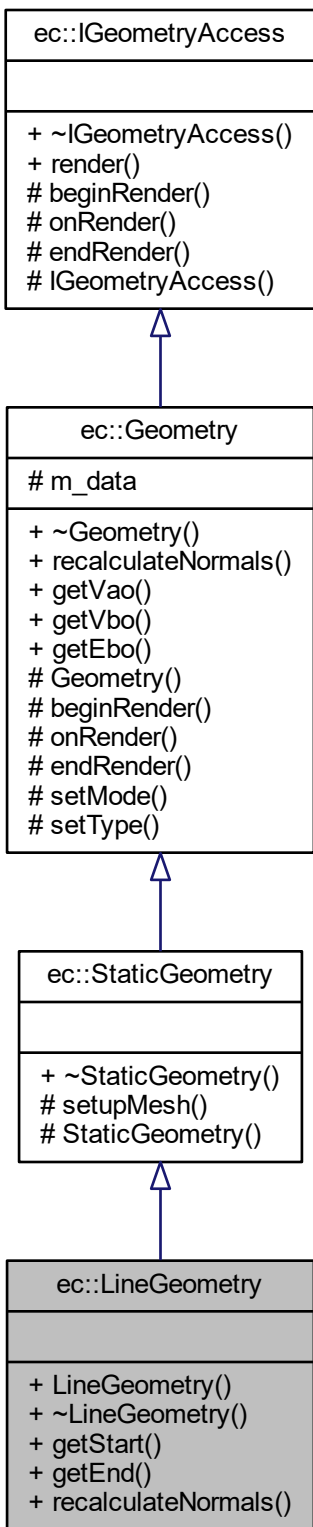 ec::IGeometryAccess
+ ~IGeometryAccess()
+ render()
# beginRender()
# onRender()
# endRender()
# IGeometryAccess()
ec::Geometry
# m_data
+ ~Geometry()
+ recalculateNormals()
+ getVao()
+ getVbo()
+ getEbo()
# Geometry()
# beginRender()
# onRender()
# endRender()
# setMode()
# setType()
ec::StaticGeometry
+ ~StaticGeometry()
# setupMesh()
# StaticGeometry()
ec::LineGeometry
+ LineGeometry()
+ ~LineGeometry()
+ getStart()
+ getEnd()
+ recalculateNormals()